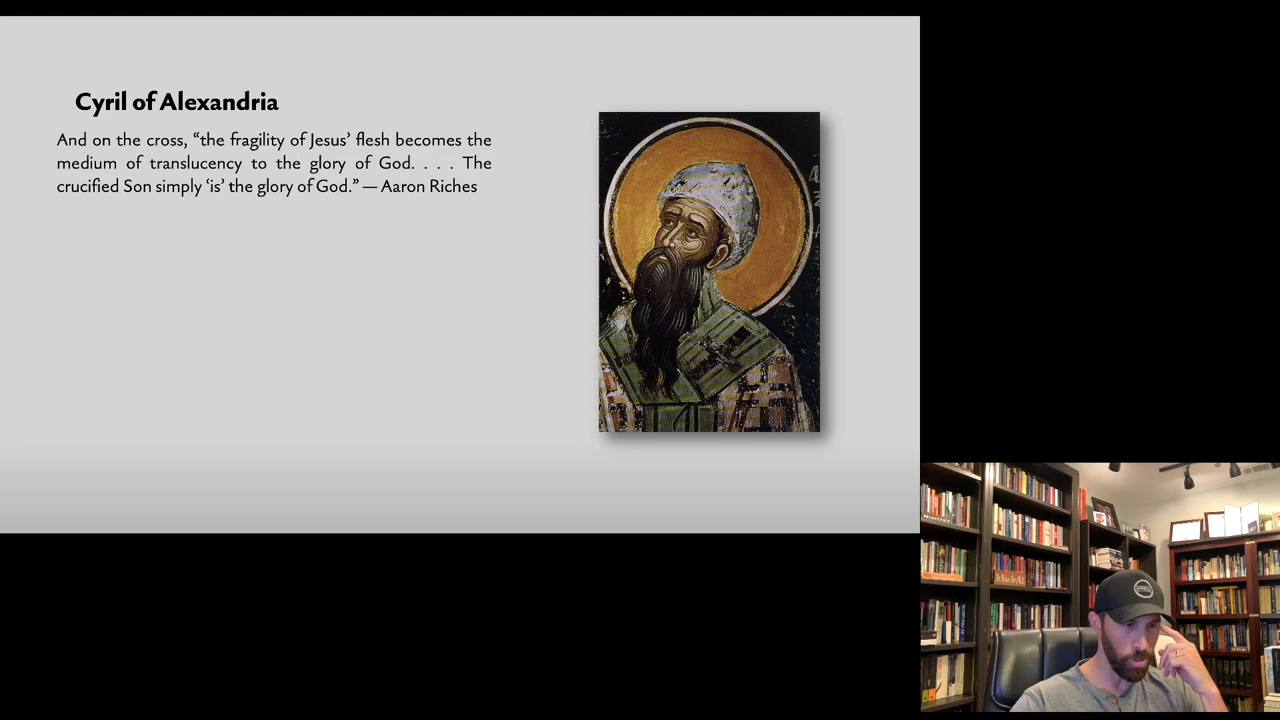 Cyril of Alexandria
And on the cross, “the fragility of Jesus’ flesh becomes the
medium of translucency to the glory of God. . . . The
crucified Son simply ‘is’ the glory of God.” — Aaron Riches
MINISTRY